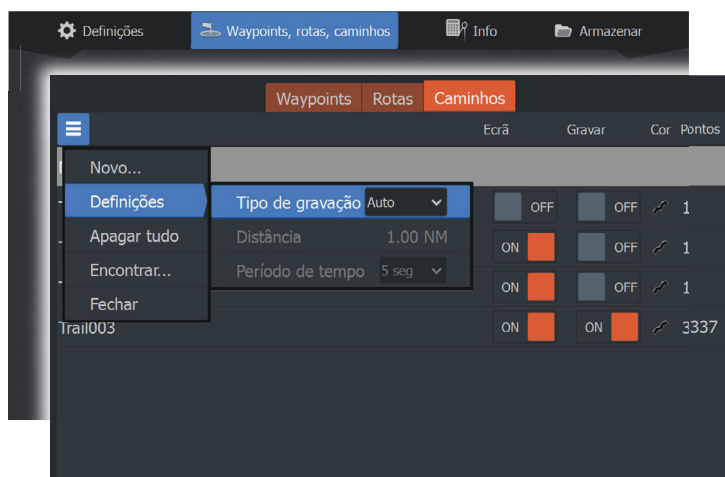 Definições Waypoints, rotas, caminhos Info Armazenar
Waypoints Rotas Caminhos
Ecrã Gravar Cor Pontos
Novo...
Definições Tipo de gravação Auto OFF OFF 1
Apagar tudo Distância 1.00 NM ON OFF 1
Encontrar... Período de tempo 5 seg ON OFF 1
Fechar
Trail003 ON ON 3337